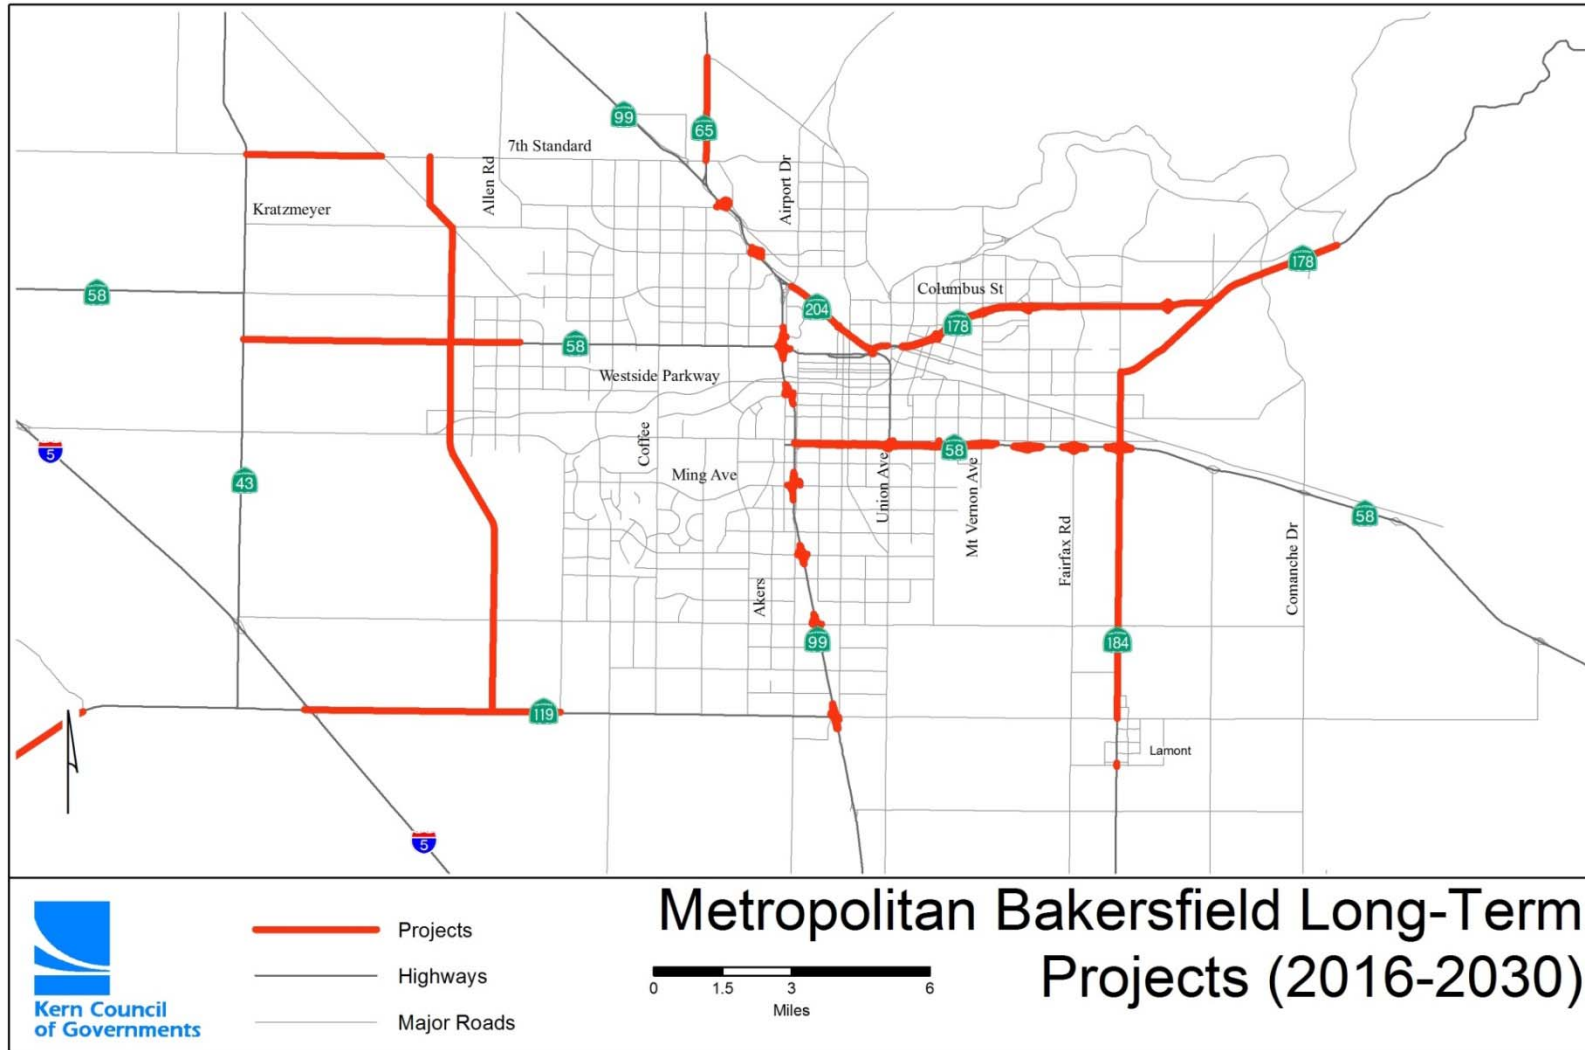 99
65
7th Standard
Allen Rd
Airport Dr
Kratzmeyer
178
58
Columbus St
204
178
58
Westside Parkway
5
43
Coffee
Ming Ave
Union Ave
58
Mt Vernon Ave
Fairfax Rd
Comanche Dr
58
Akers
99
184
119
Lamont
5
Kern Council
of Governments
Projects
Highways
Major Roads
0 1.5 3 6
Miles
Metropolitan Bakersfield Long-Term
Projects (2016-2030)